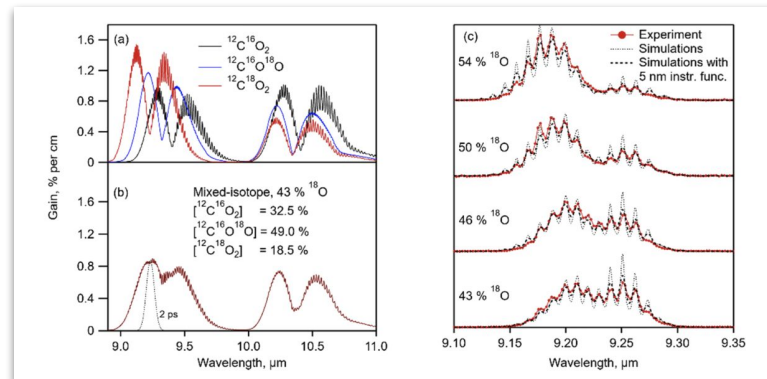 (a)
¹²C¹⁶O₂
¹²C¹⁶O¹⁸O
¹²C¹⁸O₂
1.6
1.2
0.8
0.4
0
(b)
Mixed-isotope, 43 % ¹⁸O
[¹²C¹⁶O₂] = 32.5 %
[¹²C¹⁶O¹⁸O] = 49.0 %
[¹²C¹⁸O₂] = 18.5 %
1.6
1.2
0.8
0.4
0
2 ps
Gain, % per cm
9.0 9.5 10.0 10.5 11.0
Wavelength, µm
(c)
Experiment
Simulations
Simulations with
5 nm instr. func.
54 % ¹⁸O
50 % ¹⁸O
46 % ¹⁸O
43 % ¹⁸O
9.10 9.15 9.20 9.25 9.30 9.35
Wavelength, µm